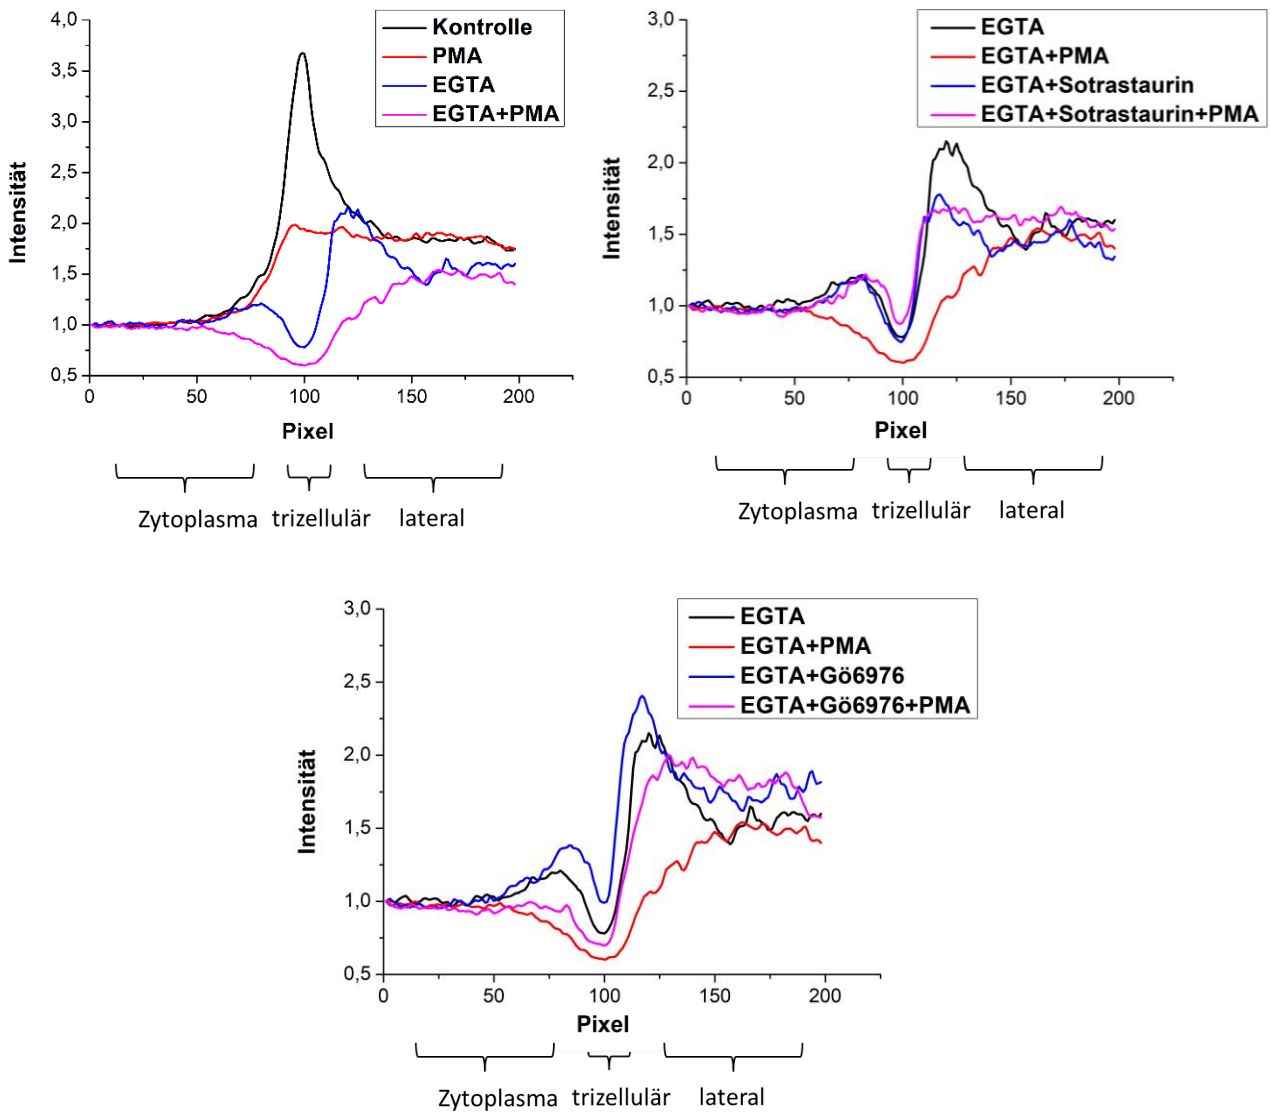 4,0
3,5
3,0
2,5
2,0
1,5
1,0
0,5
Intensität
Kontrolle
PMA
EGTA
EGTA+PMA
0 50 100 150 200
Pixel
Zytoplasma trizellulär lateral
3,0
2,5
2,0
1,5
1,0
0,5
Intensität
EGTA
EGTA+PMA
EGTA+Sotrastaurin
EGTA+Sotrastaurin+PMA
0 50 100 150 200
Pixel
Zytoplasma trizellulär lateral
3,0
2,5
2,0
1,5
1,0
0,5
Intensität
EGTA
EGTA+PMA
EGTA+Gö6976
EGTA+Gö6976+PMA
0 50 100 150 200
Pixel
Zytoplasma trizellulär lateral